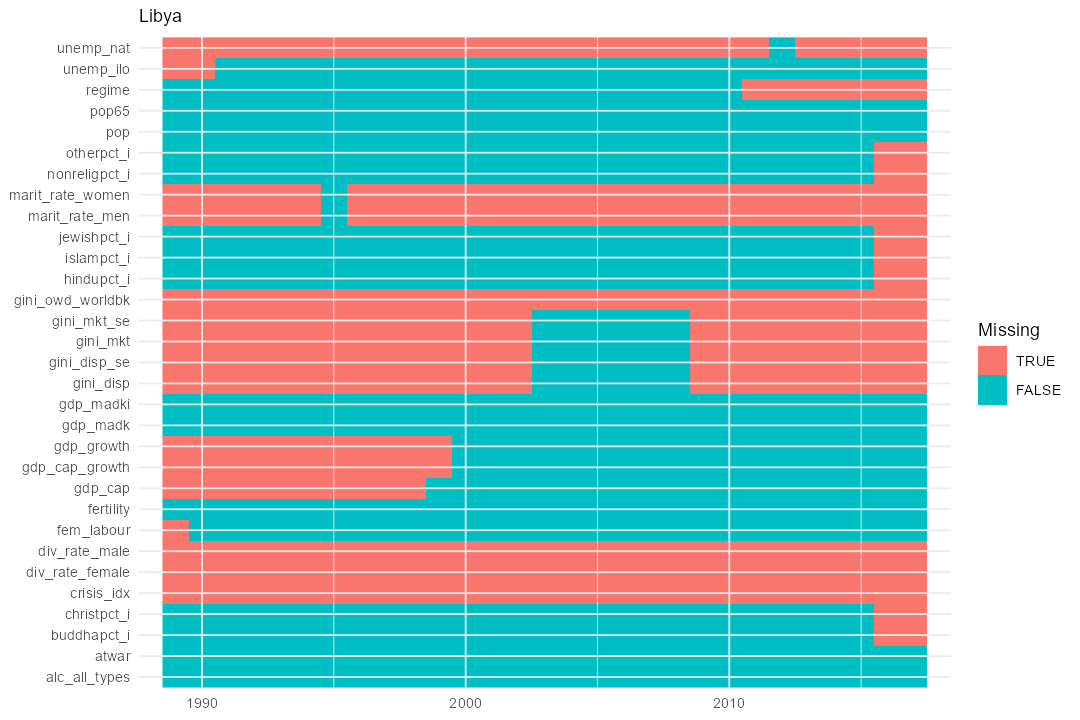 Libya
unemp_nat
unemp_ilo
regime
pop65
pop
otherpct_i
nonreligpct_i
marit_rate_women
marit_rate_men
jewishpct_i
islampct_i
hindupct_i
gini_owd_worldbk
gini_mkt_se
gini_mkt
gini_disp_se
gini_disp
gdp_madki
gdp_madk
gdp_growth
gdp_cap_growth
gdp_cap
fertility
fem_labour
div_rate_male
div_rate_female
crisis_idx
christpct_i
buddhapct_i
atwar
alc_all_types
1990 2000 2010
Missing
TRUE
FALSE